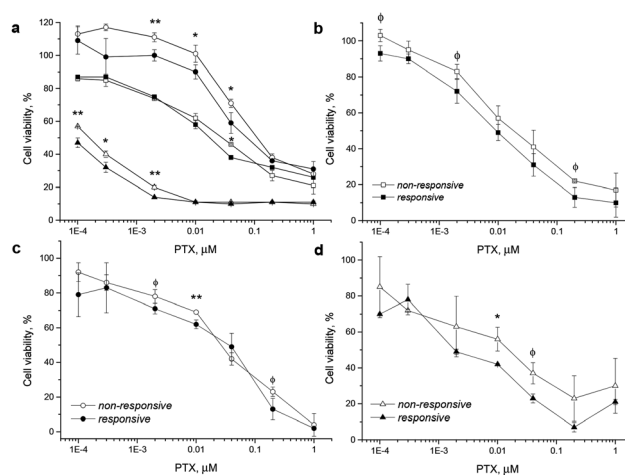 a
**
*
*
**
*
**
*
120
100
80
60
40
20
0
Cell viability, %
1E-4
1E-3
0.01
0.1
1
PTX, μM
b
ϕ
ϕ
ϕ
100
80
60
40
20
0
Cell viability, %
non-responsive
responsive
1E-4
1E-3
0.01
0.1
1
PTX, μM
c
ϕ
**
ϕ
100
80
60
40
20
0
Cell viability, %
non-responsive
responsive
1E-4
1E-3
0.01
0.1
1
PTX, μM
d
*
ϕ
100
80
60
40
20
0
Cell viability, %
non-responsive
responsive
1E-4
1E-3
0.01
0.1
1
PTX, μM